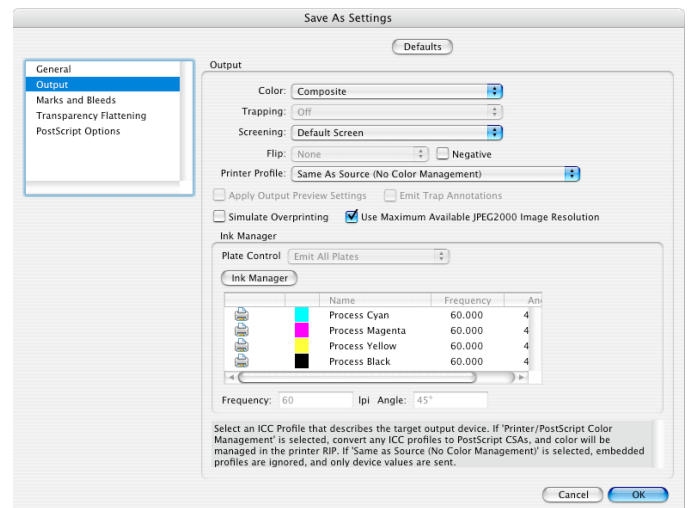 Save As Settings
Defaults
General
Output
Marks and Bleeds
Transparency Flattening
PostScript Options
Output
Color: Composite
Trapping: Off
Screening: Default Screen
Flip: None Negative
Printer Profile: Same As Source (No Color Management)
Apply Output Preview Settings Emit Trap Annotations
Simulate Overprinting Use Maximum Available JPEG2000 Image Resolution
Ink Manager
Plate Control Emit All Plates
Ink Manager
Name Frequency An
Process Cyan 60.000 4
Process Magenta 60.000 4
Process Yellow 60.000 4
Process Black 60.000 4
Frequency: 60 lpi Angle: 45°
Select an ICC Profile that describes the target output device. If 'Printer/PostScript Color
Management' is selected, convert any ICC profiles to PostScript CSAs, and color will be
managed in the printer RIP. If 'Same as Source (No Color Management)' is selected, embedded
profiles are ignored, and only device values are sent.
Cancel OK